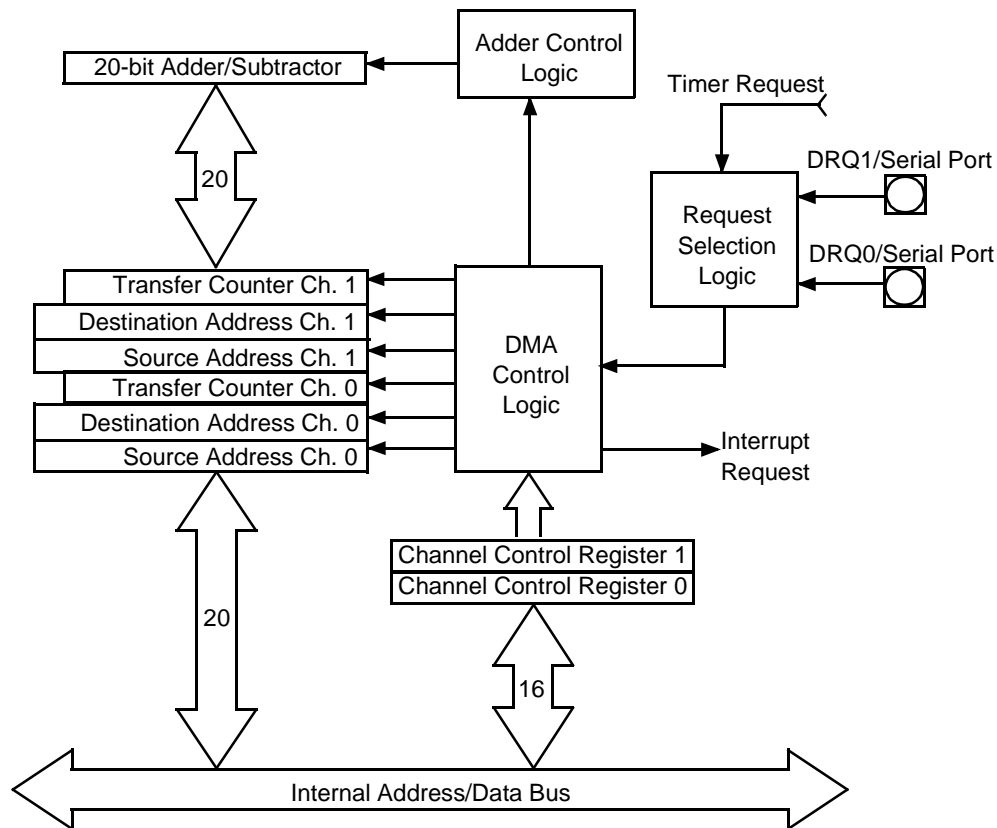 Adder Control
Logic
20-bit Adder/Subtractor
Timer Request
DRQ1/Serial Port
20
Request
Selection
Logic
DRQ0/Serial Port
Transfer Counter Ch. 1
Destination Address Ch. 1
Source Address Ch. 1
Transfer Counter Ch. 0
Destination Address Ch. 0
Source Address Ch. 0
DMA
Control
Logic
Interrupt
Request
Channel Control Register 1
Channel Control Register 0
20
16
Internal Address/Data Bus